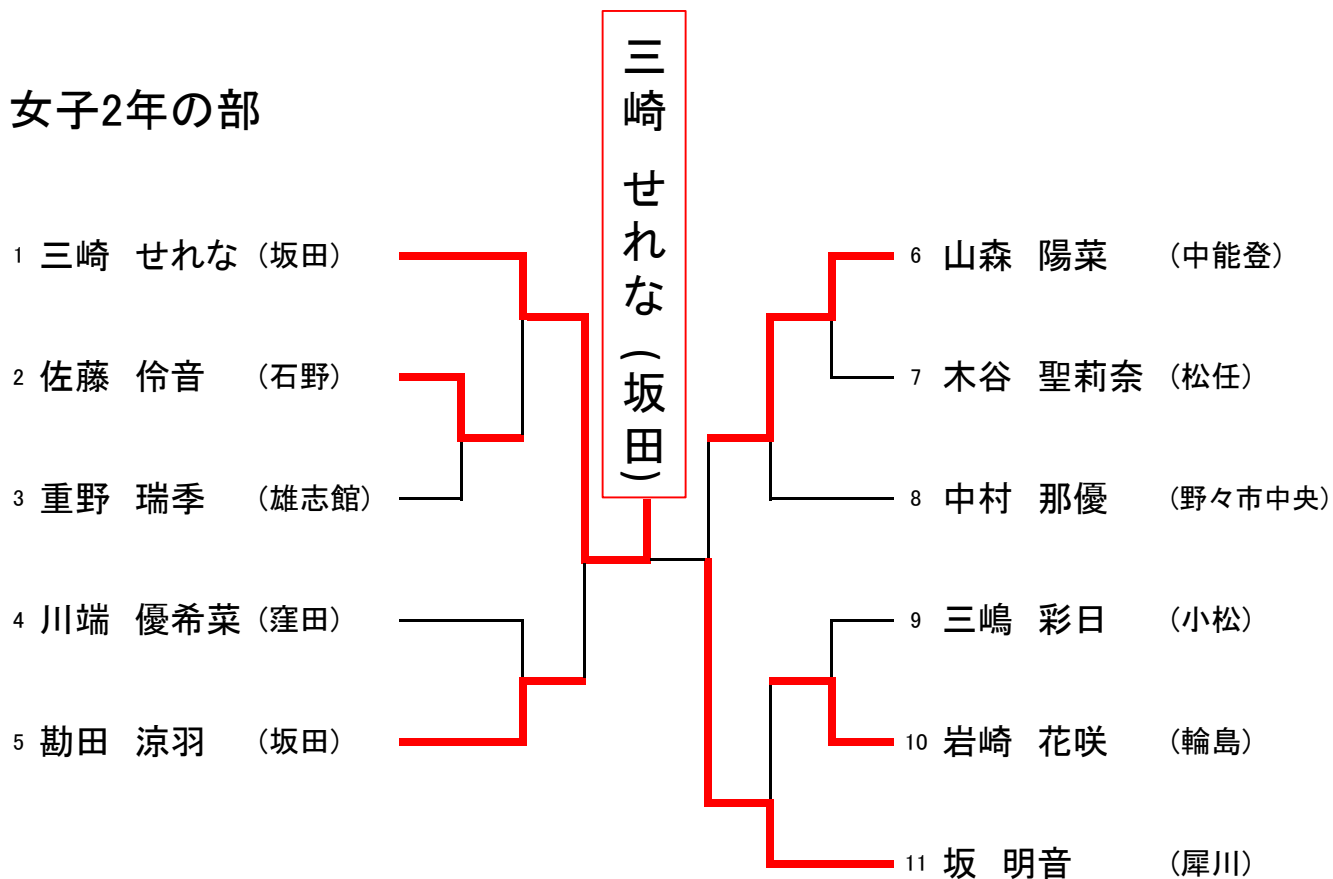 三崎 せれな(坂田)
女子2年の部
1 三崎 せれな (坂田)
2 佐藤 伶音 (石野)
3 重野 瑞季 (雄志館)
4 川端 優希菜 (窪田)
5 勘田 涼羽 (坂田)
6 山森 陽菜 (中能登)
7 木谷 聖莉奈 (松任)
8 中村 那優 (野々市中央)
9 三嶋 彩日 (小松)
10 岩崎 花咲 (輪島)
11 坂 明音 (犀川)